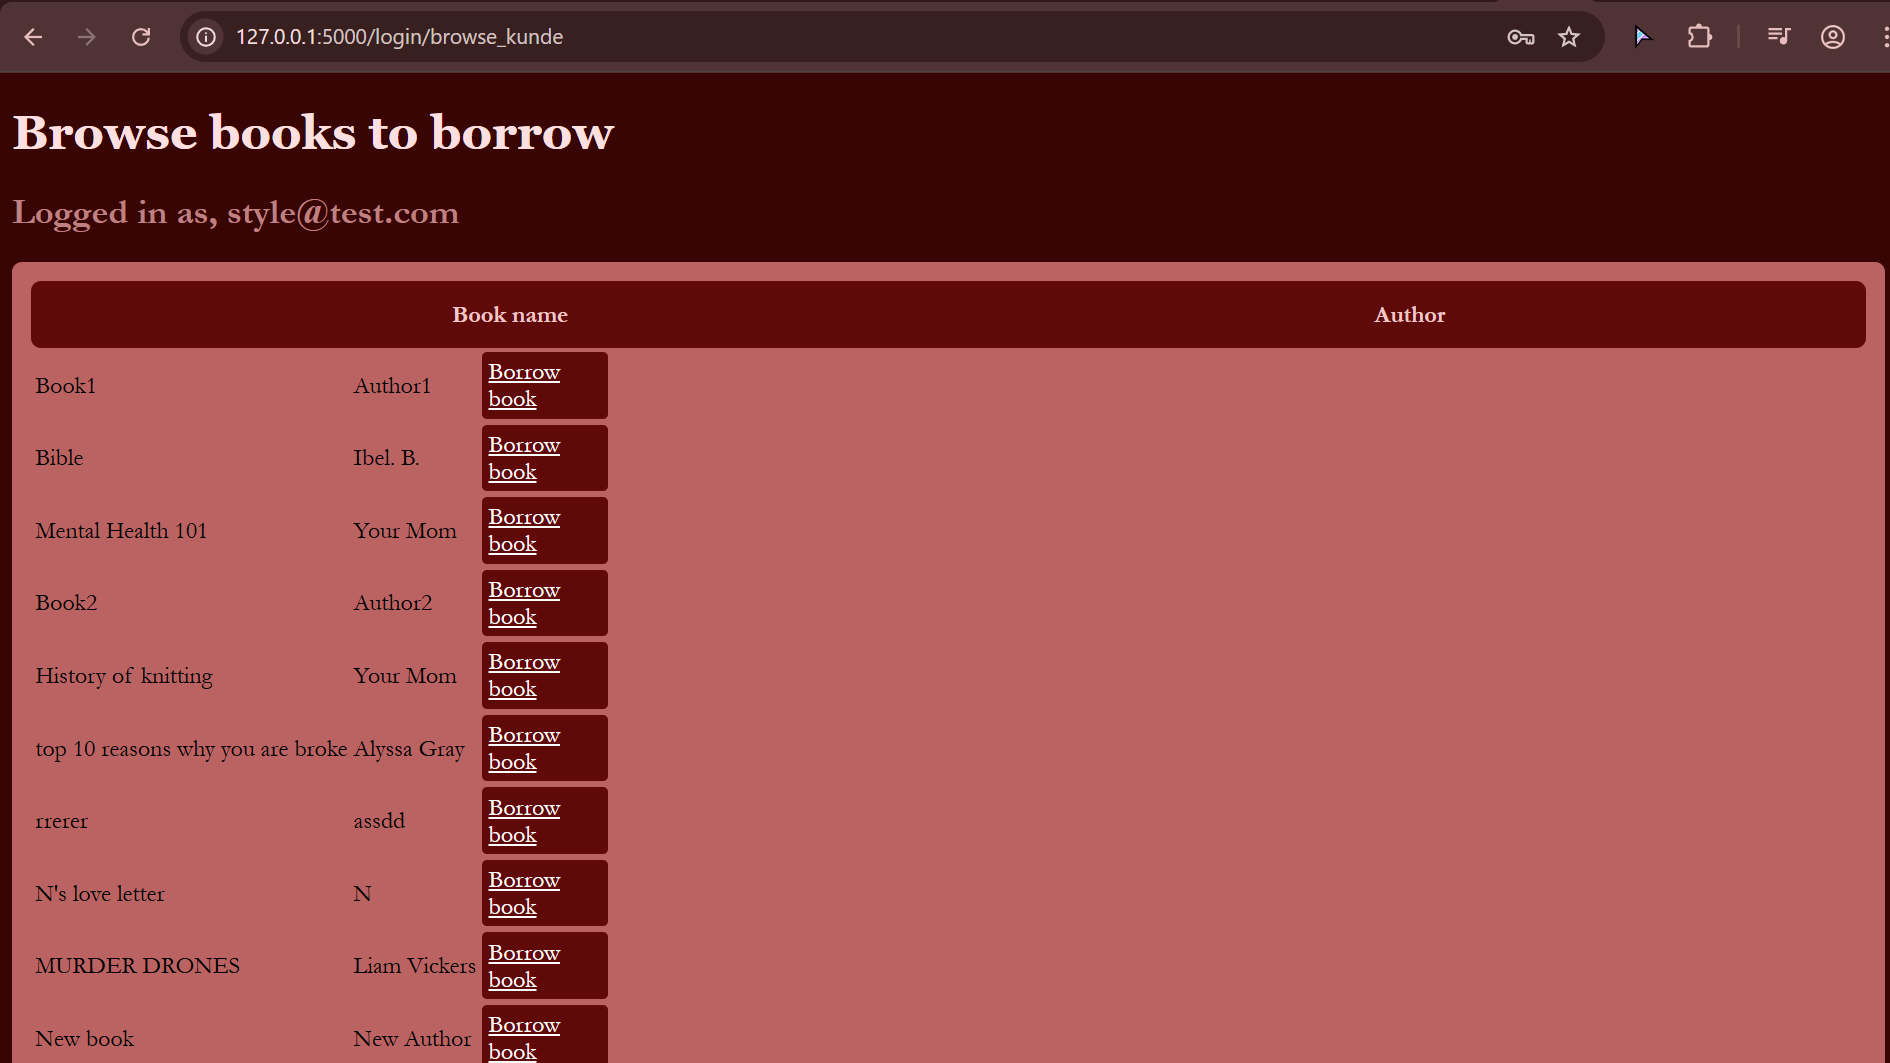 127.0.0.1:5000/login/browse_kunde
Browse books to borrow
Logged in as, style@test.com
Book name Author
Book1 Author1 Borrow book
Bible Ibel. B. Borrow book
Mental Health 101 Your Mom Borrow book
Book2 Author2 Borrow book
History of knitting Your Mom Borrow book
top 10 reasons why you are broke Alyssa Gray Borrow book
rrerer assdd Borrow book
N's love letter N Borrow book
MURDER DRONES Liam Vickers Borrow book
New book New Author Borrow book